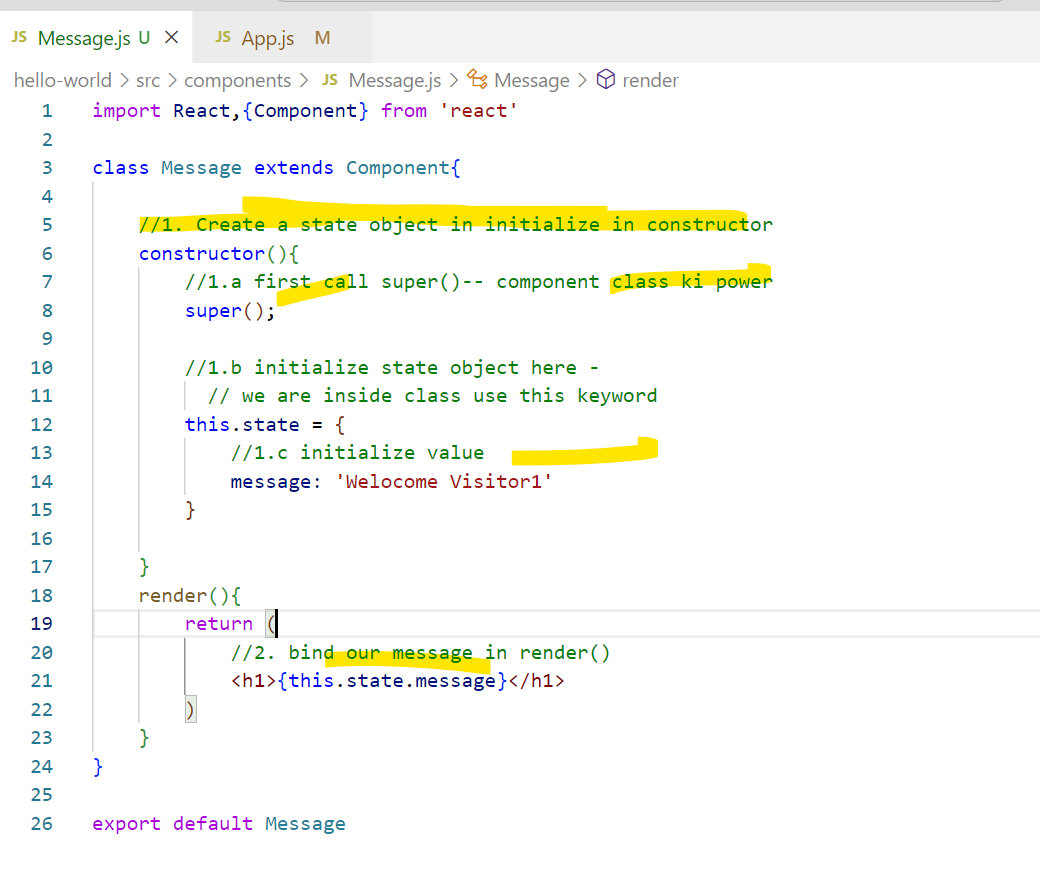 JS Message.js U × JS App.js M
hello-world > src > components > JS Message.js > Message > render
1 import React,{Component} from 'react'
2
3 class Message extends Component{
4
5 //1. Create a state object in initialize in constructor
6 constructor(){
7 //1.a first call super()-- component class ki power
8 super();
9
10 //1.b initialize state object here -
11 // we are inside class use this keyword
12 this.state = {
13 //1.c initialize value
14 message: 'Welocome Visitor1'
15 }
16
17 }
18 render(){
19 return (
20 //2. bind our message in render()
21 <h1>{this.state.message}</h1>
22 )
23 }
24 }
25
26 export default Message